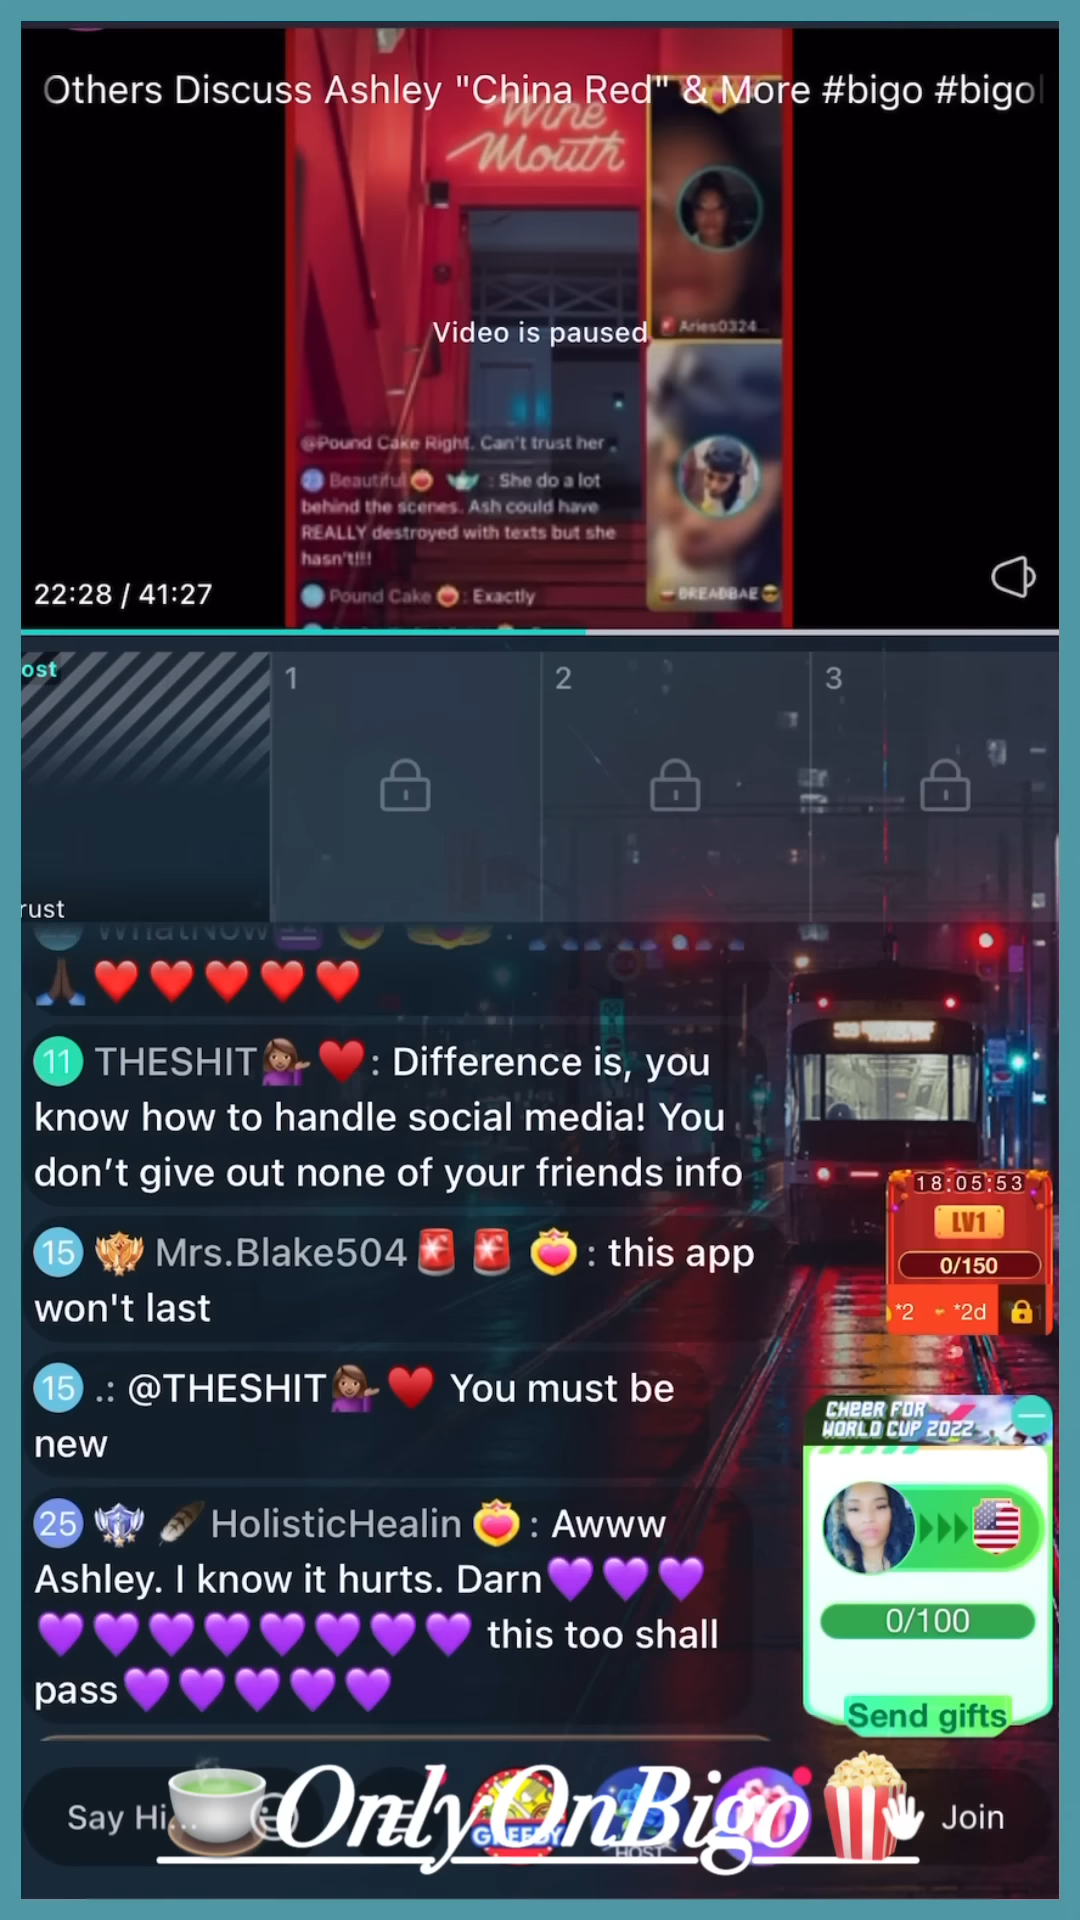 Others Discuss Ashley "China Red" & More #bigo #bigol
Wine
Mouth
Aries0324...
Video is paused
@Pound Cake Right. Can't trust her .
23 Beautiful : She do a lot
behind the scenes. Ash could have
REALLY destroyed with texts but she
hasn't!!!
Pound Cake : Exactly
BREADBAE 😎
22:28 / 41:27
ost
1
2
3
rust
22 WhatNow :
🙏🏾❤️❤️❤️❤️❤️
11 THESHIT💁🏽‍♀️♥️: Difference is, you
know how to handle social media! You
don't give out none of your friends info
15 Mrs.Blake504🚨🚨 : this app
won't last
15 .: @THESHIT💁🏽‍♀️♥️ You must be
new
25 🪶HolisticHealin : Awww
Ashley. I know it hurts. Darn💜💜💜
💜💜💜💜💜💜💜💜 this too shall
pass💜💜💜💜💜
18:05:53
LV1
0/150
*2 *2d
CHEER FOR
WORLD CUP 2022
0/100
Send gifts
Say Hi...
🍵OnlyOnBigo🍿
GREEDY
HOST
Join